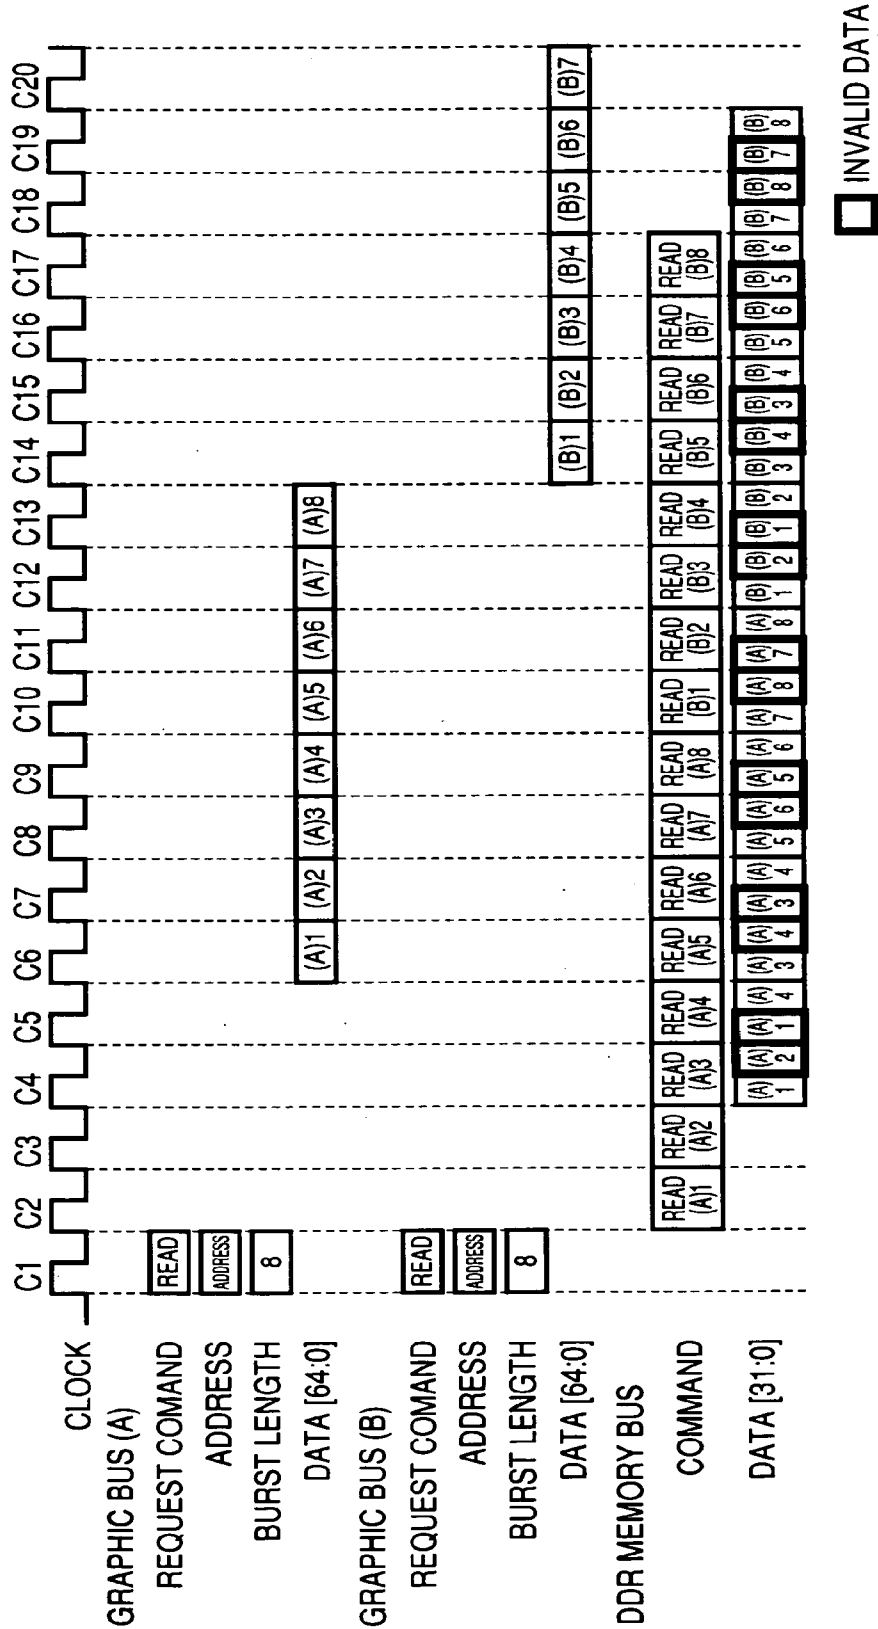 CLOCK C1 C2 C3 C4 C5 C6 C7 C8 C9 C10 C11 C12 C13 C14 C15 C16 C17 C18 C19 C20
GRAPHIC BUS (A)
REQUEST COMAND READ
ADDRESS ADDRESS
BURST LENGTH 8
DATA [64:0] (A)1 (A)2 (A)3 (A)4 (A)5 (A)6 (A)7 (A)8
GRAPHIC BUS (B)
REQUEST COMAND READ
ADDRESS ADDRESS
BURST LENGTH 8
DATA [64:0] (B)1 (B)2 (B)3 (B)4 (B)5 (B)6 (B)7
DDR MEMORY BUS
COMMAND READ (A)1 READ (A)2 READ (A)3 READ (A)4 READ (A)5 READ (A)6 READ (A)7 READ (A)8 READ (B)1 READ (B)2 READ (B)3 READ (B)4 READ (B)5 READ (B)6 READ (B)7 READ (B)8
DATA [31:0] (A) 1 (A) 2 (A) 1 (A) 4 (A) 3 (A) 4 (A) 3 (A) 4 (A) 5 (A) 6 (A) 5 (A) 6 (A) 7 (A) 8 (A) 7 (A) 8 (B) 1 (B) 2 (B) 1 (B) 2 (B) 3 (B) 4 (B) 3 (B) 4 (B) 5 (B) 6 (B) 5 (B) 6 (B) 7 (B) 8 (B) 7 (B) 8
INVALID DATA